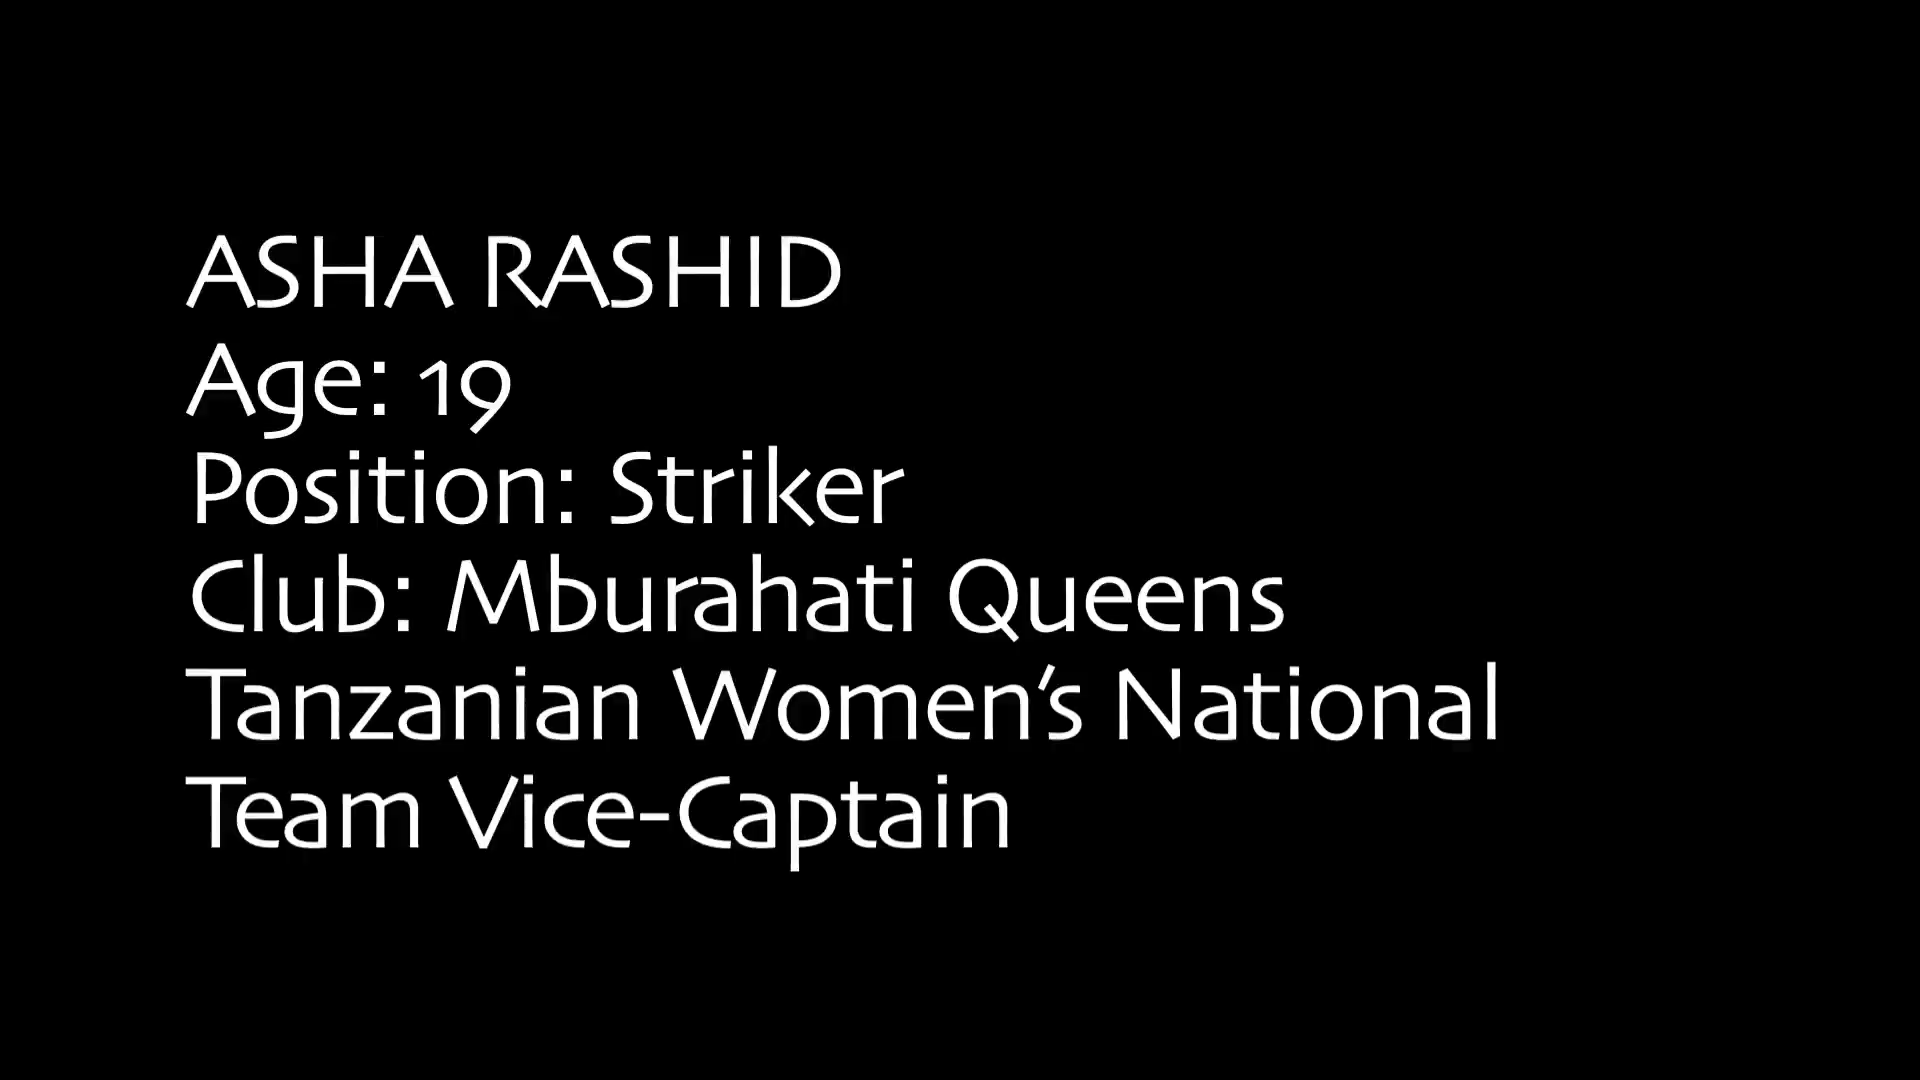 ASHA RASHID
Age: 19
Position: Striker
Club: Mburahati Queens
Tanzanian Women’s National
Team Vice-Captain